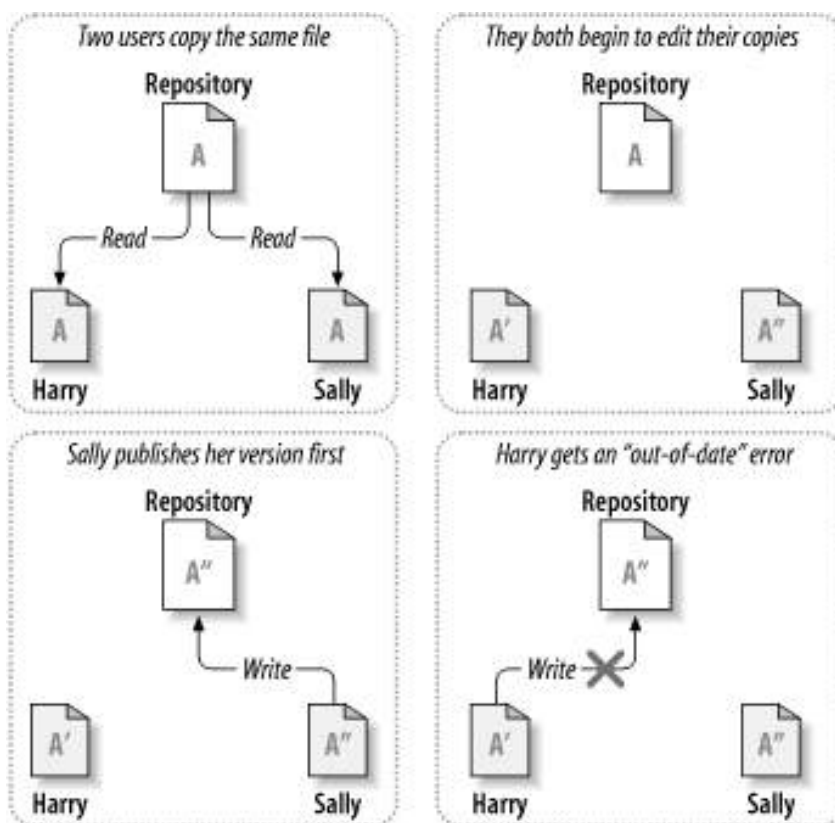 Two users copy the same file
Repository
A
Read
Read
A
A
Harry
Sally
They both begin to edit their copies
Repository
A
A'
A"
Harry
Sally
Sally publishes her version first
Repository
A"
Write
A'
A"
Harry
Sally
Harry gets an “out-of-date” error
Repository
A"
Write
A'
A"
Harry
Sally